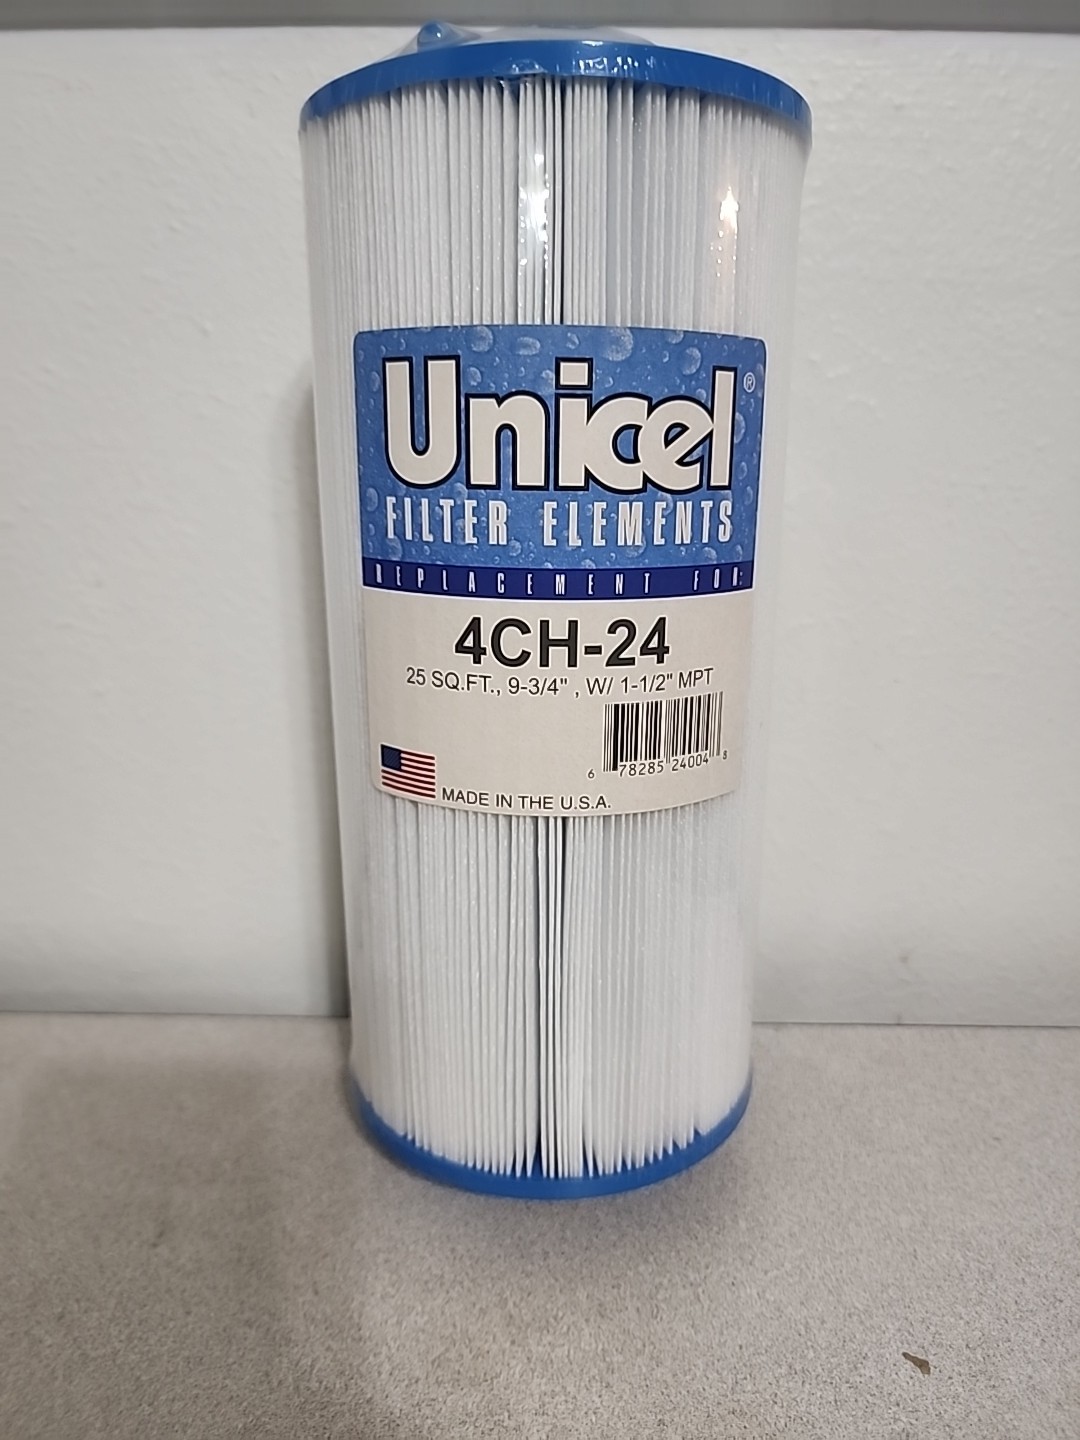 Unicel®
FILTER ELEMENTS
REPLACEMENT FOR:
4CH-24
25 SQ.FT., 9-3/4" , W/ 1-1/2" MPT
6 78285 24004 8
MADE IN THE U.S.A.